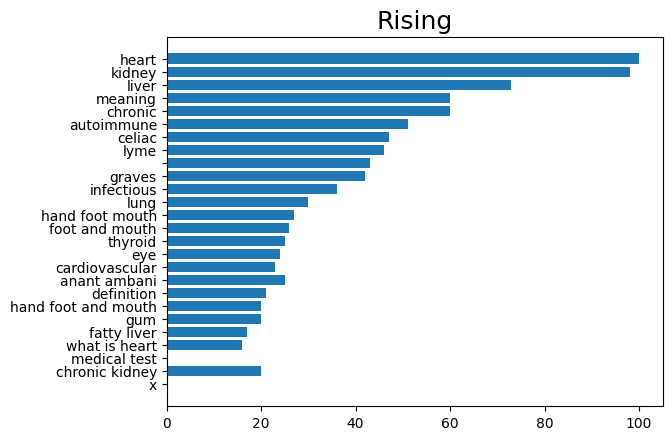 Rising
heart
kidney
liver
meaning
chronic
autoimmune
celiac
lyme
graves
infectious
lung
hand foot mouth
foot and mouth
thyroid
eye
cardiovascular
anant ambani
definition
hand foot and mouth
gum
fatty liver
what is heart
medical test
chronic kidney
x
0 20 40 60 80 100